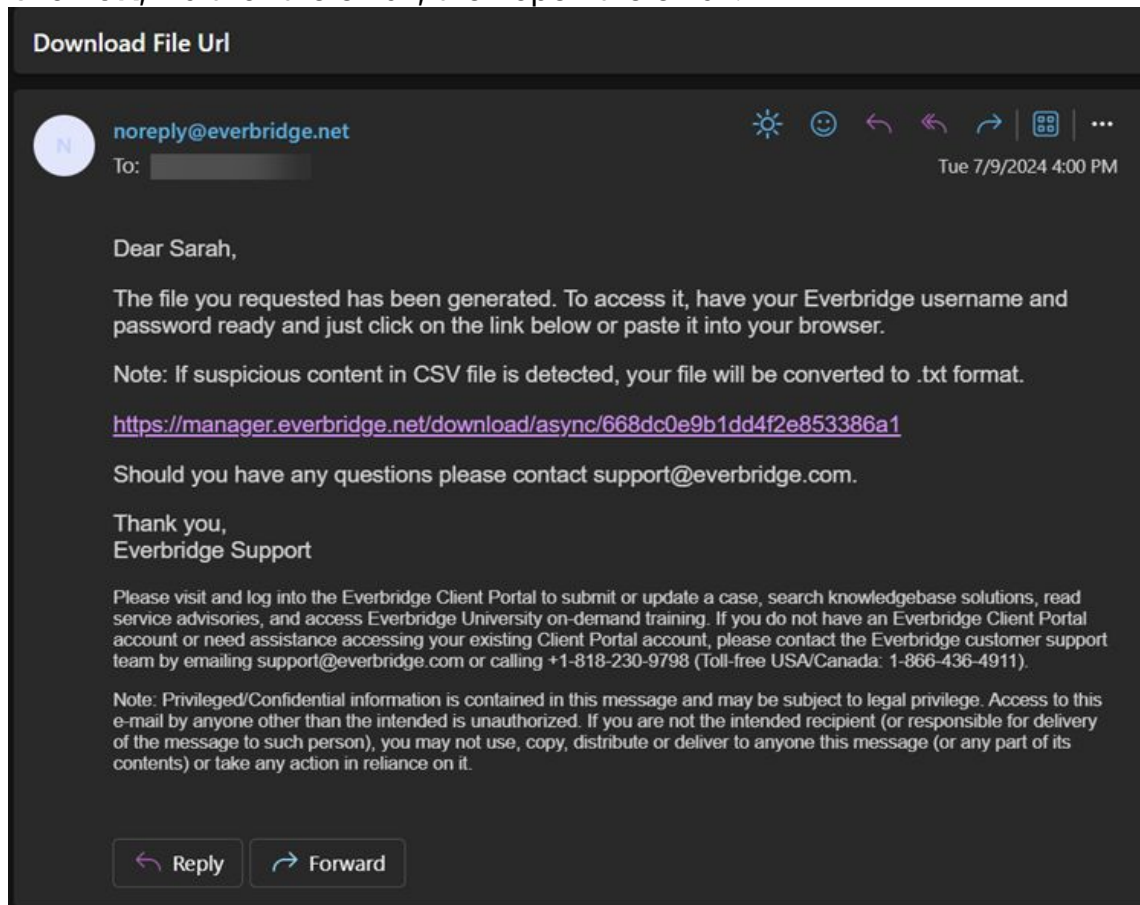 Download File Url
N
noreply@everbridge.net
To:
Tue 7/9/2024 4:00 PM
Dear Sarah,
The file you requested has been generated. To access it, have your Everbridge username and
password ready and just click on the link below or paste it into your browser.
Note: If suspicious content in CSV file is detected, your file will be converted to .txt format.
https://manager.everbridge.net/download/async/668dc0e9b1dd4f2e853386a1
Should you have any questions please contact support@everbridge.com.
Thank you,
Everbridge Support
Please visit and log into the Everbridge Client Portal to submit or update a case, search knowledgebase solutions, read
service advisories, and access Everbridge University on-demand training. If you do not have an Everbridge Client Portal
account or need assistance accessing your existing Client Portal account, please contact the Everbridge customer support
team by emailing support@everbridge.com or calling +1-818-230-9798 (Toll-free USA/Canada: 1-866-436-4911).
Note: Privileged/Confidential information is contained in this message and may be subject to legal privilege. Access to this
e-mail by anyone other than the intended is unauthorized. If you are not the intended recipient (or responsible for delivery
of the message to such person), you may not use, copy, distribute or deliver to anyone this message (or any part of its
contents) or take any action in reliance on it.
Reply
Forward